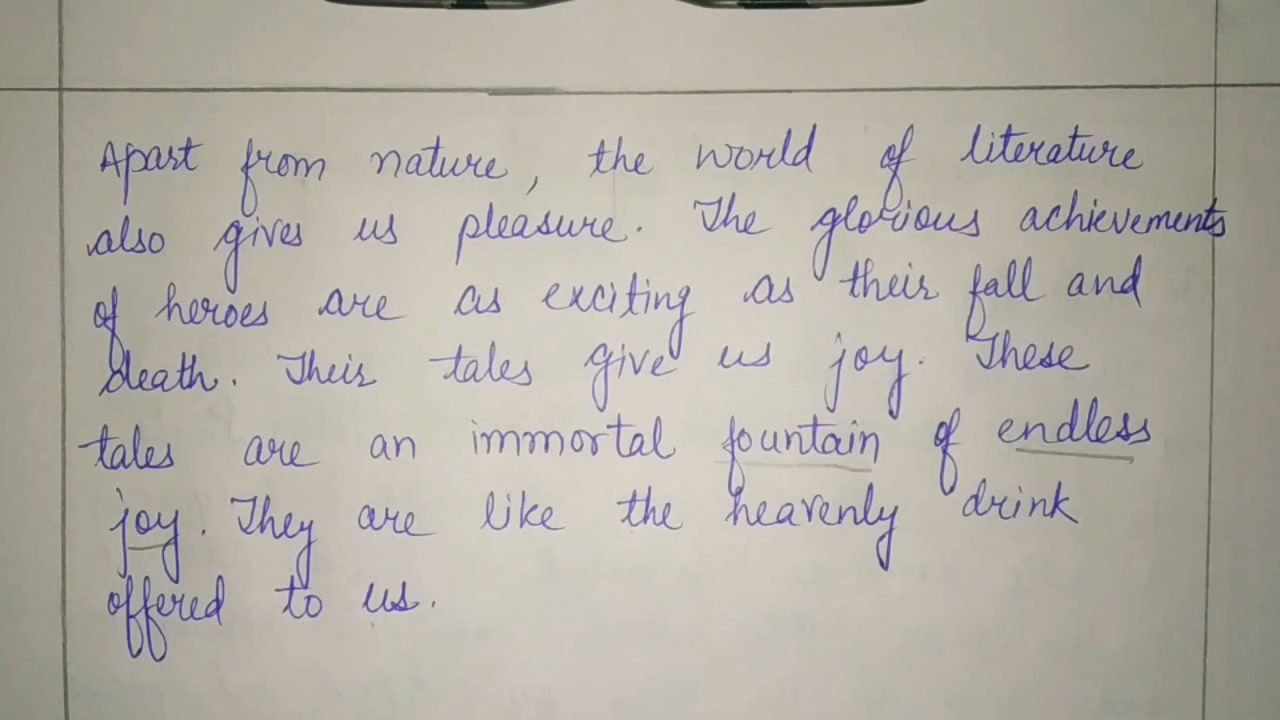 Apart from nature, the world of literature
also gives us pleasure. The glorious achievements
of heroes are as exciting as their fall and
death. Their tales give us joy. These
tales are an immortal fountain of endless
joy. They are like the heavenly drink
offered to us.